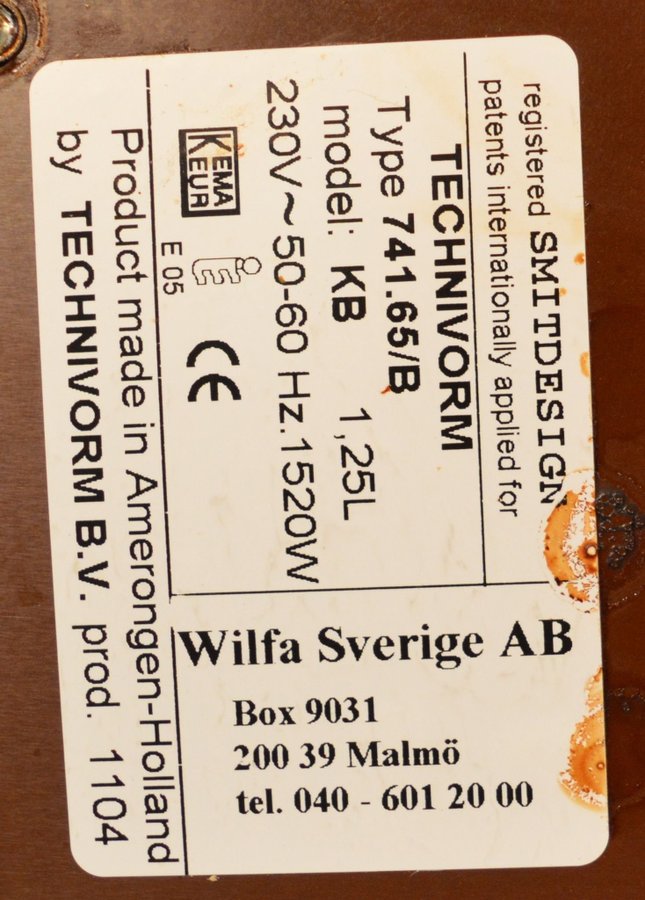 registered SMITDESIGN
patents internationally applied for
TECHNIVORM
Type 741.65/B
model: KB 1,25L
230V~50-60 Hz.1520W
KEMA
KEUR
E 05
CE
Product made in Amerongen-Holland
by TECHNIVORM B.V. prod. 1104
Wilfa Sverige AB
Box 9031
200 39 Malmö
tel. 040 - 601 20 00